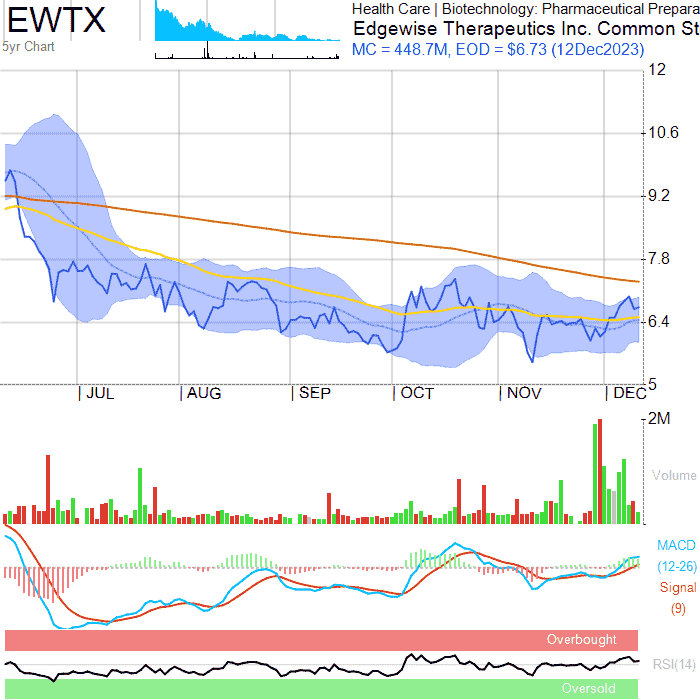 EWTX
5yr Chart
Health Care | Biotechnology: Pharmaceutical Prepara
Edgewise Therapeutics Inc. Common St
MC = 448.7M, EOD = $6.73 (12Dec2023)
12
10.6
9.2
7.8
6.4
5
JUL AUG SEP OCT NOV DEC
2M
Volume
MACD
(12-26)
Signal
(9)
Overbought
RSI(14)
Oversold